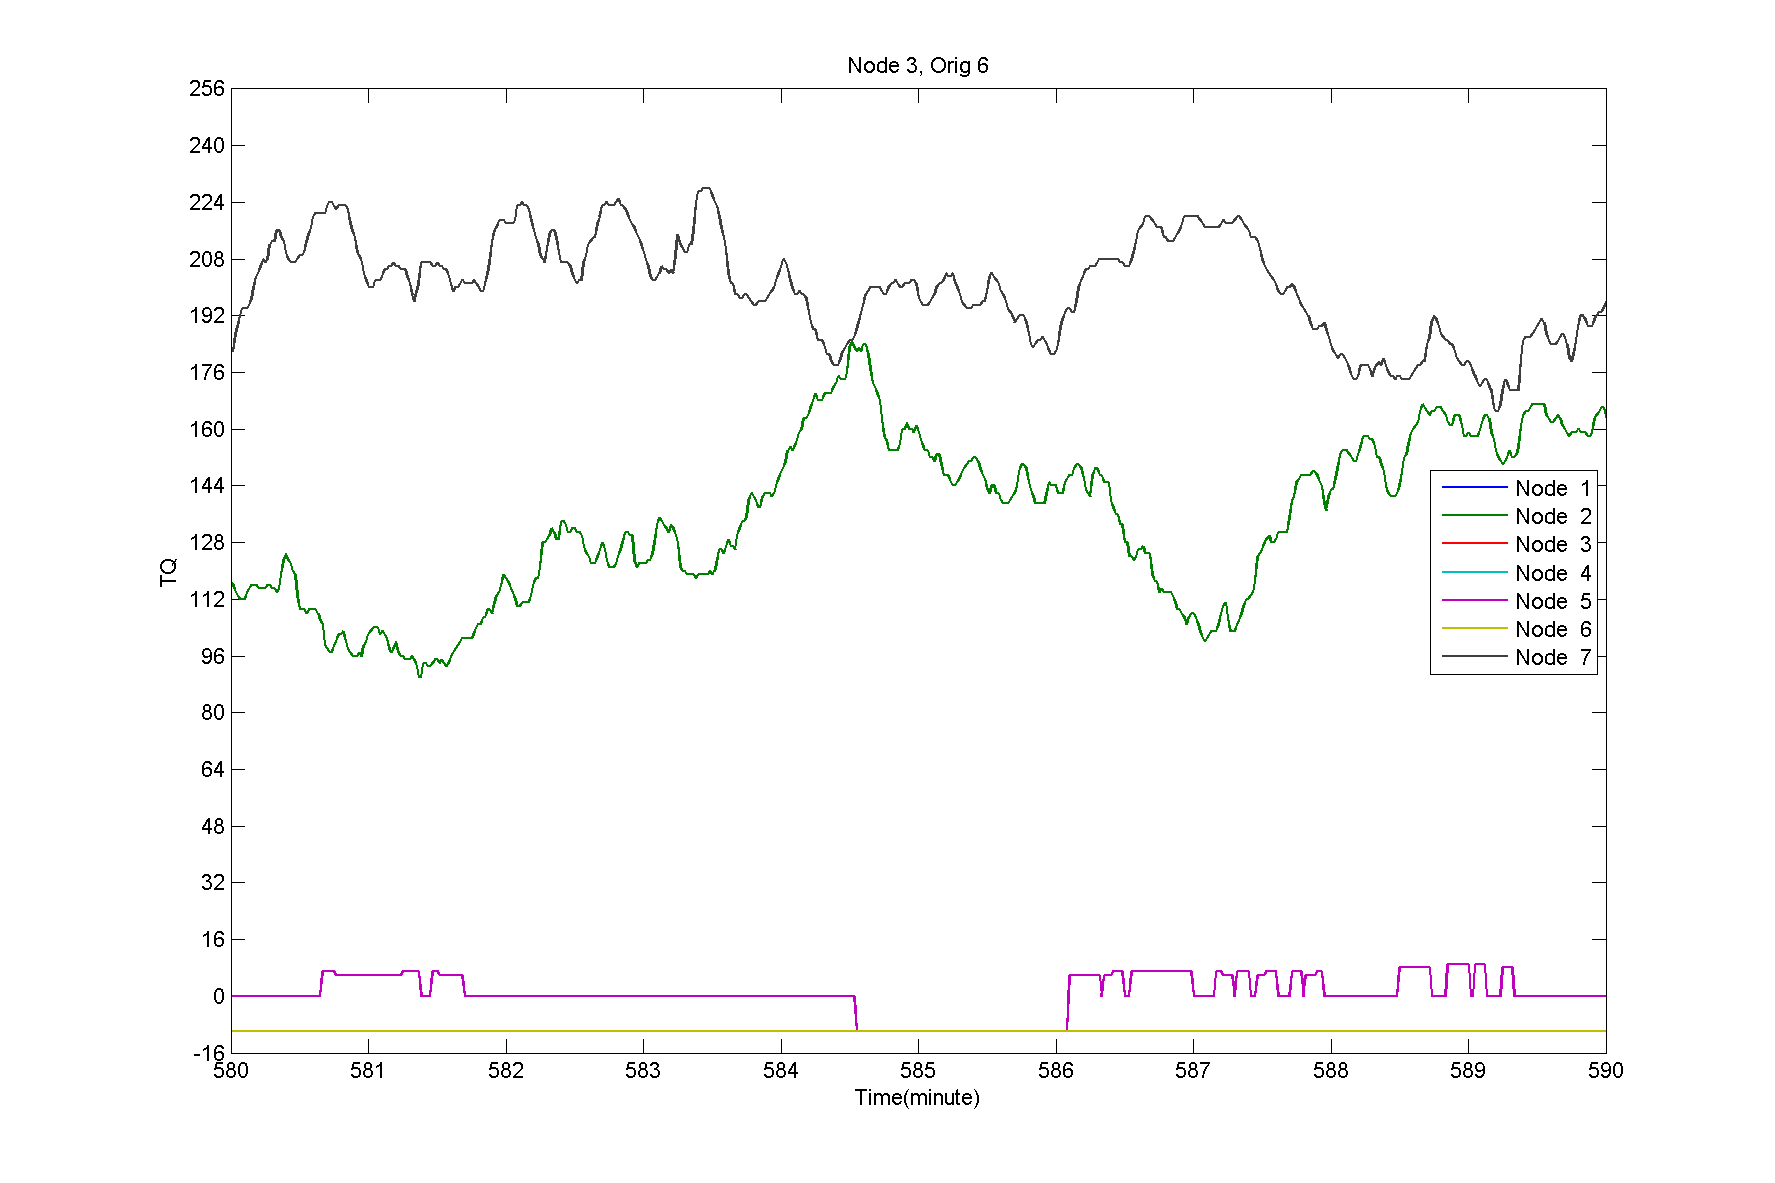 Node 3, Orig 6
256
240
224
208
192
176
160
144
128
112
96
80
64
48
32
16
0
-16
TQ
Node 1
Node 2
Node 3
Node 4
Node 5
Node 6
Node 7
580 581 582 583 584 585 586 587 588 589 590
Time(minute)